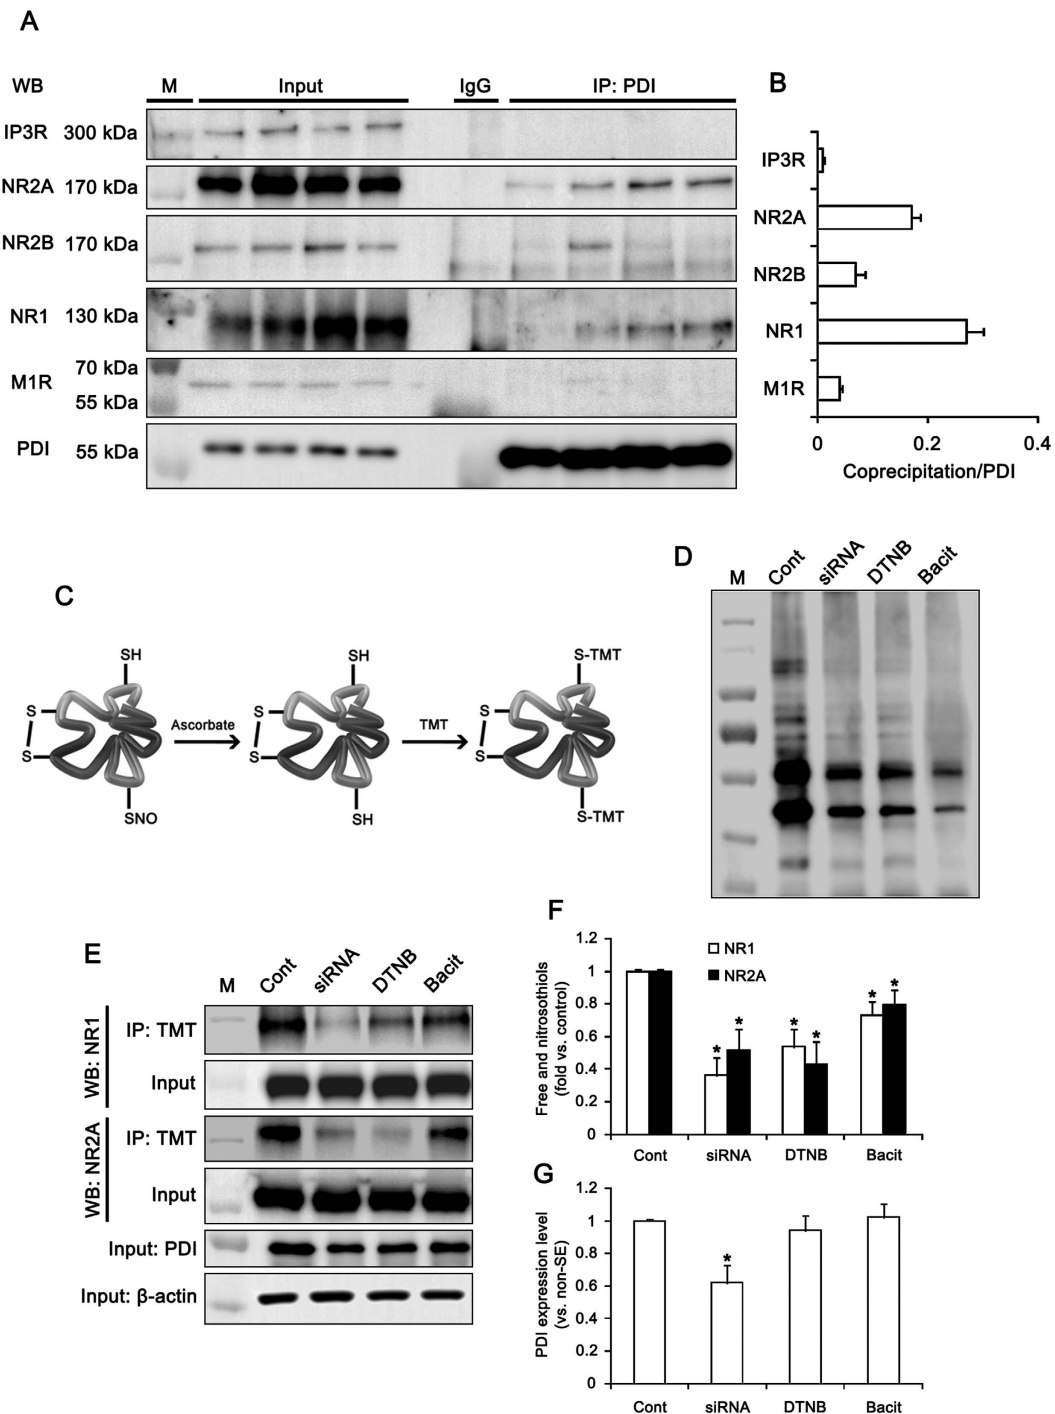 A
WB
M
Input
IgG
IP: PDI
IP3R 300 kDa
NR2A 170 kDa
NR2B 170 kDa
NR1 130 kDa
70 kDa
M1R
55 kDa
PDI 55 kDa
B
IP3R
NR2A
NR2B
NR1
M1R
0 0.2 0.4
Coprecipitation/PDI
C
SH
S
S
SNO
Ascorbate
SH
S
S
SH
TMT
S-TMT
S
S
S-TMT
D
M Cont siRNA DTNB Bacit
E
M Cont siRNA DTNB Bacit
WB: NR1
IP: TMT
Input
WB: NR2A
IP: TMT
Input
Input: PDI
Input: β-actin
F
Free and nitrosothiols
(fold vs. control)
1.2
1
0.8
0.6
0.4
0.2
0
NR1
NR2A
* * * * * *
Cont siRNA DTNB Bacit
G
PDI expression level
(vs. non-SE)
1.2
1
0.8
0.6
0.4
0.2
0
*
Cont siRNA DTNB Bacit